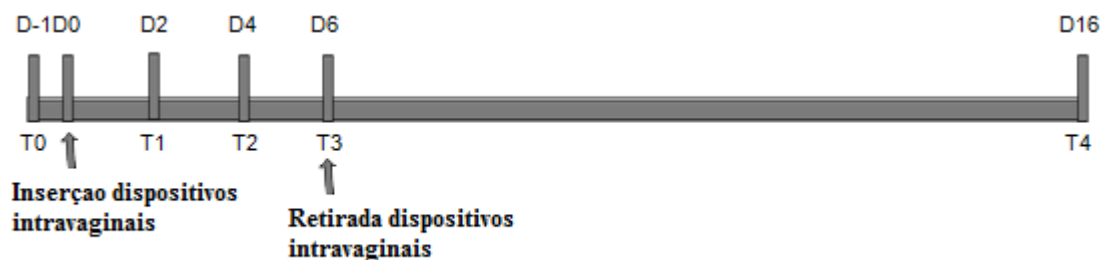 D-1D0 D2 D4 D6 D16
T0 T1 T2 T3 T4
Inserçao dispositivos
intravaginais
Retirada dispositivos
intravaginais